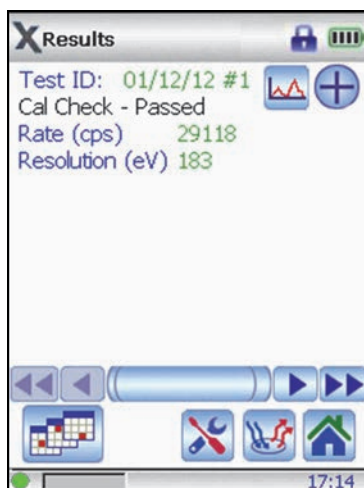 X Results
Test ID: 01/12/12 #1
Cal Check - Passed
Rate (cps) 29118
Resolution (eV) 183
17:14